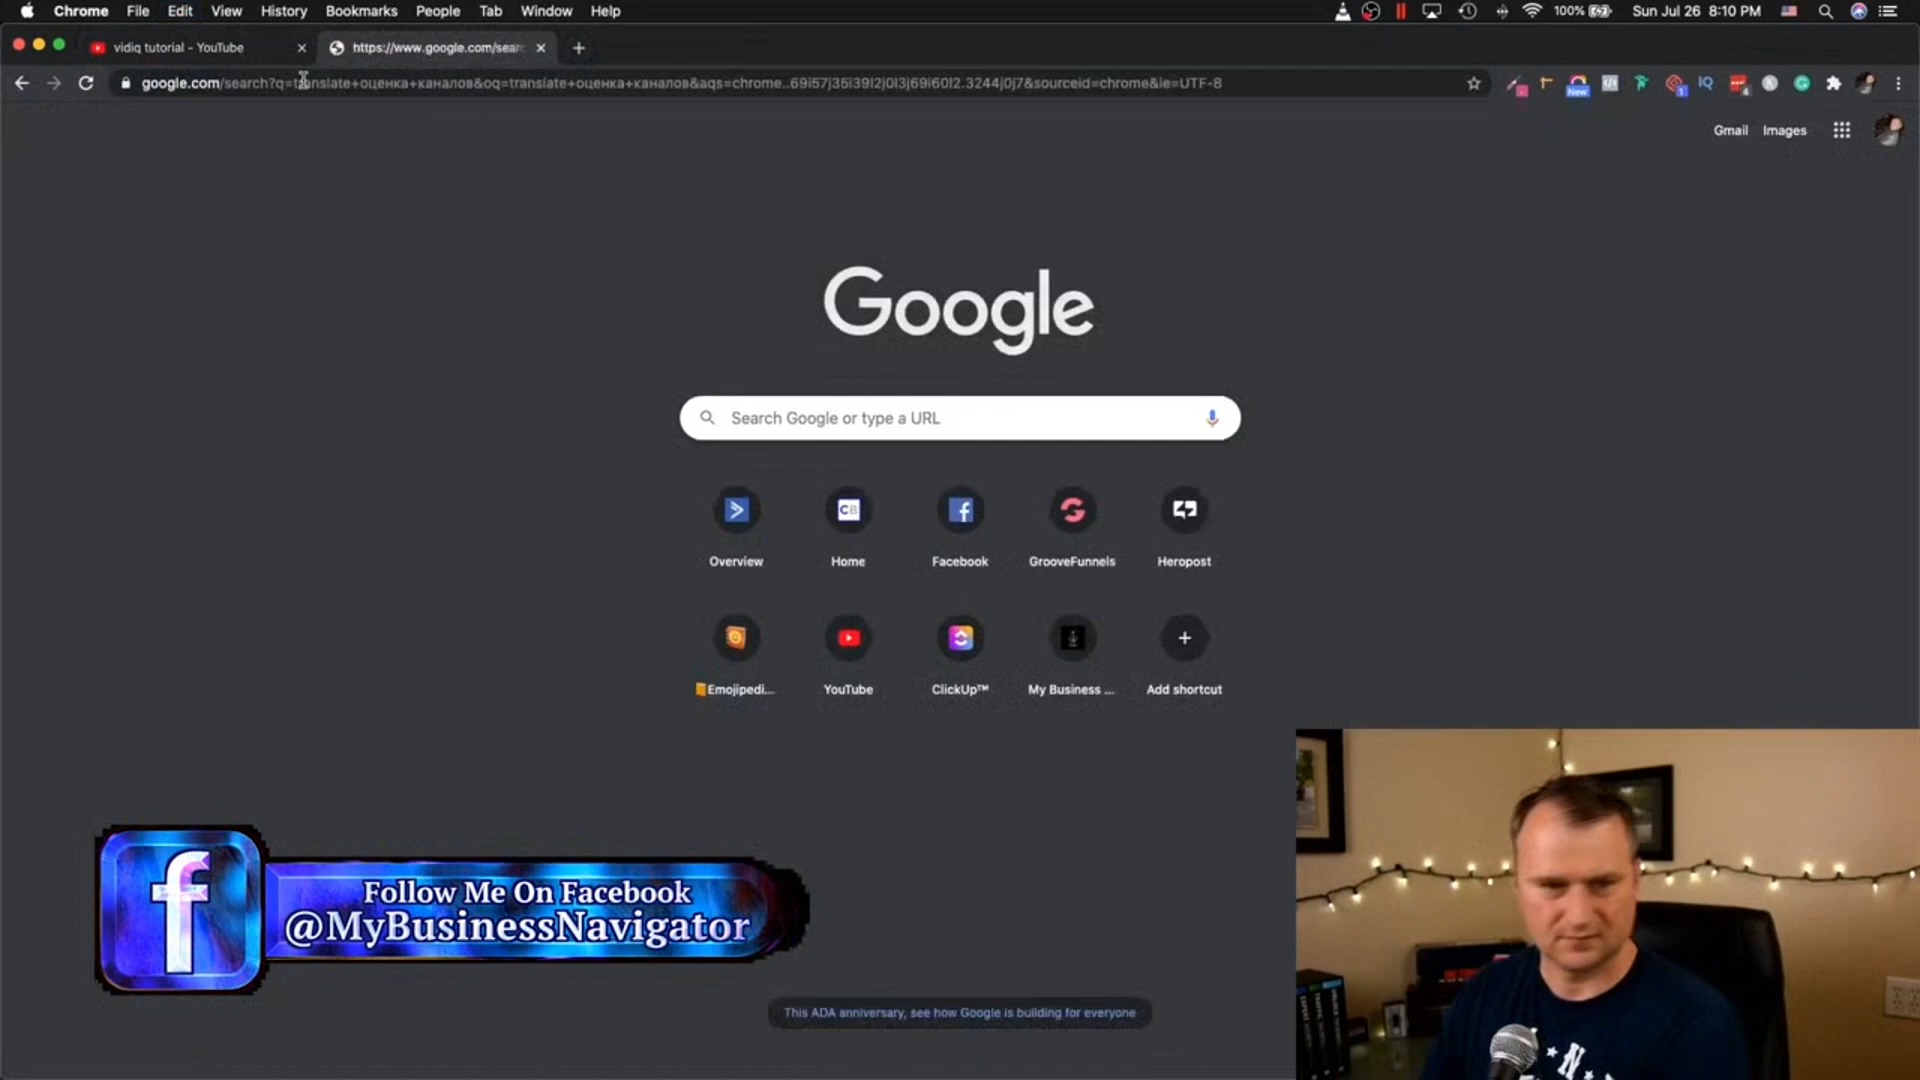 Chrome File Edit View History Bookmarks People Tab Window Help 100% Sun Jul 26 8:10 PM
vidiq tutorial - YouTube https://www.google.com/sear
google.com/search?q=translate+оценка+каналов&oq=translate+оценка+каналов&aqs=chrome..69i57j35i39l2j0l3j69i60l2.3244j0j7&sourceid=chrome&ie=UTF-8
New
Gmail Images
Google
Search Google or type a URL
Overview Home Facebook GrooveFunnels Heropost
Emojipedi... YouTube ClickUp™ My Business ... Add shortcut
Follow Me On Facebook
@MyBusinessNavigator
This ADA anniversary, see how Google is building for everyone